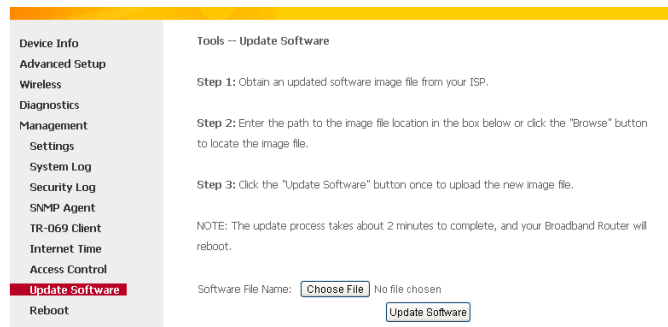 Device Info
Advanced Setup
Wireless
Diagnostics
Management
Settings
System Log
Security Log
SNMP Agent
TR-069 Client
Internet Time
Access Control
Update Software
Reboot
Tools -- Update Software
Step 1: Obtain an updated software image file from your ISP.
Step 2: Enter the path to the image file location in the box below or click the "Browse" button
to locate the image file.
Step 3: Click the "Update Software" button once to upload the new image file.
NOTE: The update process takes about 2 minutes to complete, and your Broadband Router will
reboot.
Software File Name: Choose File No file chosen
Update Software